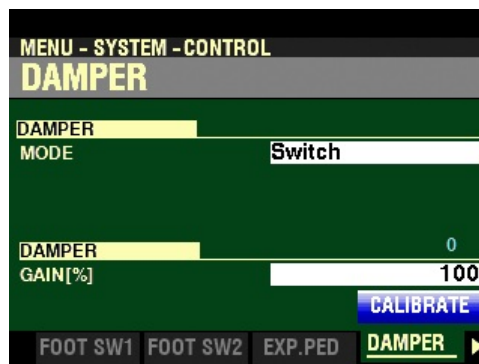 MENU - SYSTEM - CONTROL
DAMPER
DAMPER
MODE Switch
DAMPER 0
GAIN[%] 100
CALIBRATE
FOOT SW1 FOOT SW2 EXP.PED DAMPER